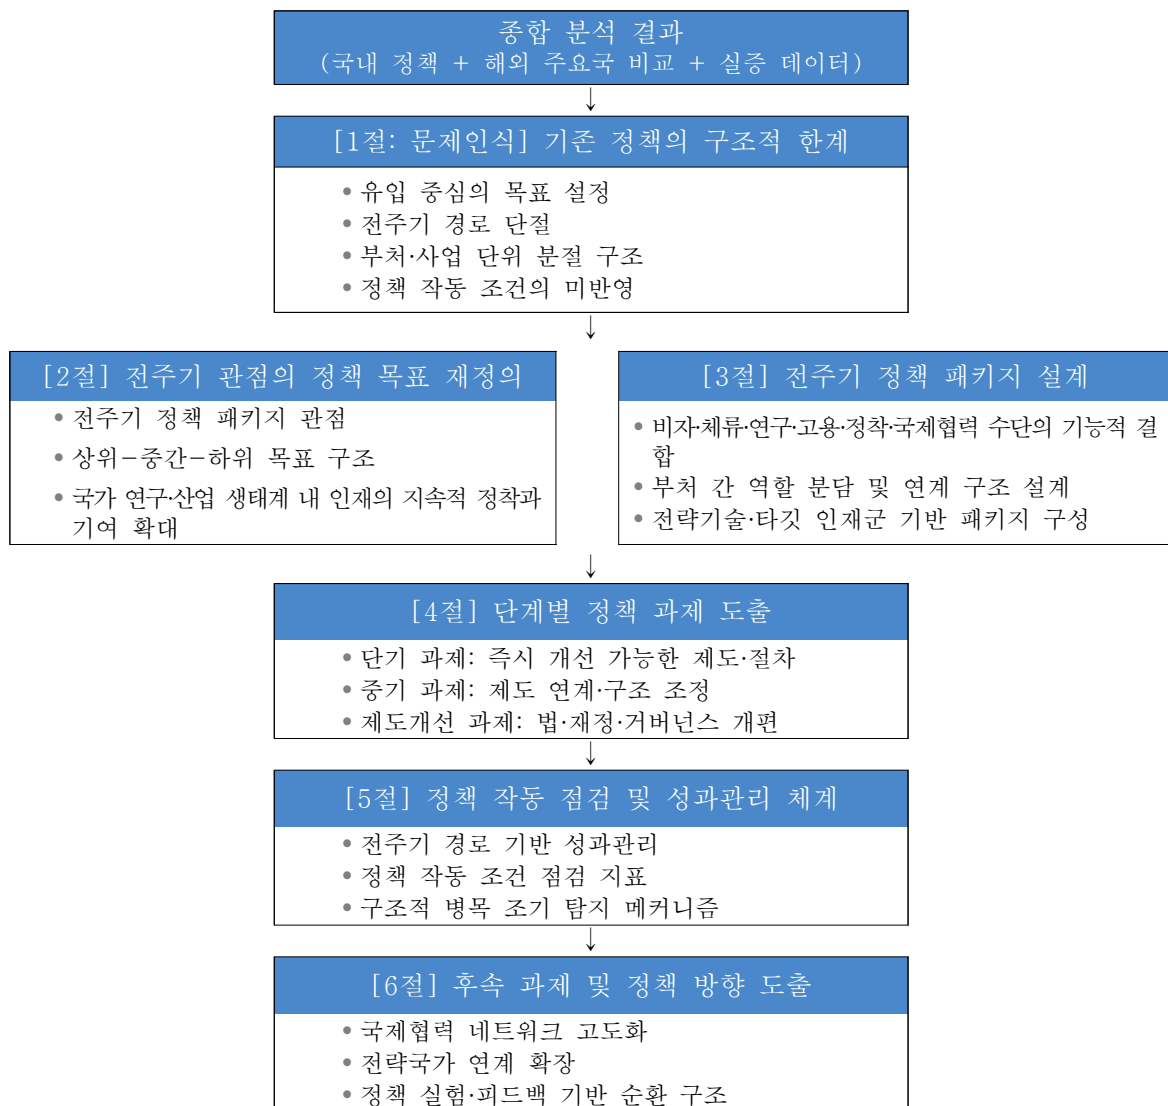 종합 분석 결과
(국내 정책 + 해외 주요국 비교 + 실증 데이터)
[1절: 문제인식] 기존 정책의 구조적 한계
• 유입 중심의 목표 설정
• 전주기 경로 단절
• 부처·사업 단위 분절 구조
• 정책 작동 조건의 미반영
[2절] 전주기 관점의 정책 목표 재정의
• 전주기 정책 패키지 관점
• 상위-중간-하위 목표 구조
• 국가 연구·산업 생태계 내 인재의 지속적 정착과
기여 확대
[3절] 전주기 정책 패키지 설계
• 비자·체류·연구·고용·정착·국제협력 수단의 기능적 결
합
• 부처 간 역할 분담 및 연계 구조 설계
• 전략기술·타깃 인재군 기반 패키지 구성
[4절] 단계별 정책 과제 도출
• 단기 과제: 즉시 개선 가능한 제도·절차
• 중기 과제: 제도 연계·구조 조정
• 제도개선 과제: 법·재정·거버넌스 개편
[5절] 정책 작동 점검 및 성과관리 체계
• 전주기 경로 기반 성과관리
• 정책 작동 조건 점검 지표
• 구조적 병목 조기 탐지 메커니즘
[6절] 후속 과제 및 정책 방향 도출
• 국제협력 네트워크 고도화
• 전략국가 연계 확장
• 정책 실험·피드백 기반 순환 구조